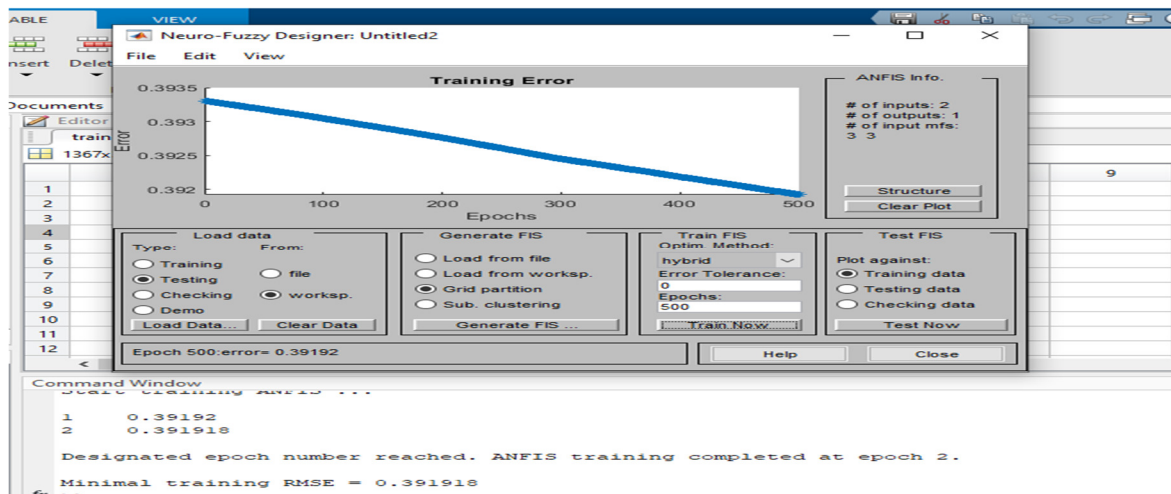 ABLE VIEW
Neuro-Fuzzy Designer: Untitled2
File Edit View
nsert Delet
Documents
Editor
train
1367x
9
1
2
3
4
5
6
7
8
9
10
11
12
Training Error
0.3935
0.393
0.3925
0.392
Error
0 100 200 300 400 500
Epochs
ANFIS Info.
# of inputs: 2
# of outputs: 1
# of input mfs:
3 3
Structure
Clear Plot
Load data
Type: From:
Training
Testing
Checking
Demo
file
worksp.
Load Data... Clear Data
Generate FIS
Load from file
Load from worksp.
Grid partition
Sub. clustering
Generate FIS ...
Train FIS
Optim. Method:
hybrid
Error Tolerance:
0
Epochs:
500
Train Now
Test FIS
Plot against:
Training data
Testing data
Checking data
Test Now
Epoch 500:error= 0.39192
Help Close
Command Window
Start training ANFIS ...
1 0.39192
2 0.391918
Designated epoch number reached. ANFIS training completed at epoch 2.
Minimal training RMSE = 0.391918
fx